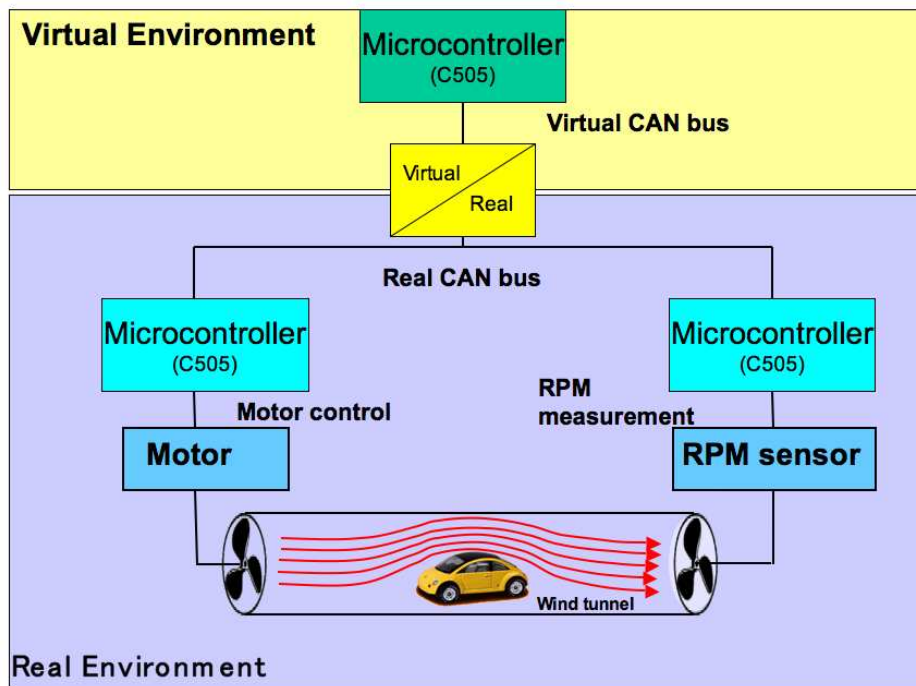 Virtual Environment
Microcontroller
(C505)
Virtual CAN bus
Virtual
Real
Real CAN bus
Microcontroller
(C505)
Microcontroller
(C505)
Motor control
RPM
measurement
Motor
RPM sensor
Wind tunnel
Real Environment